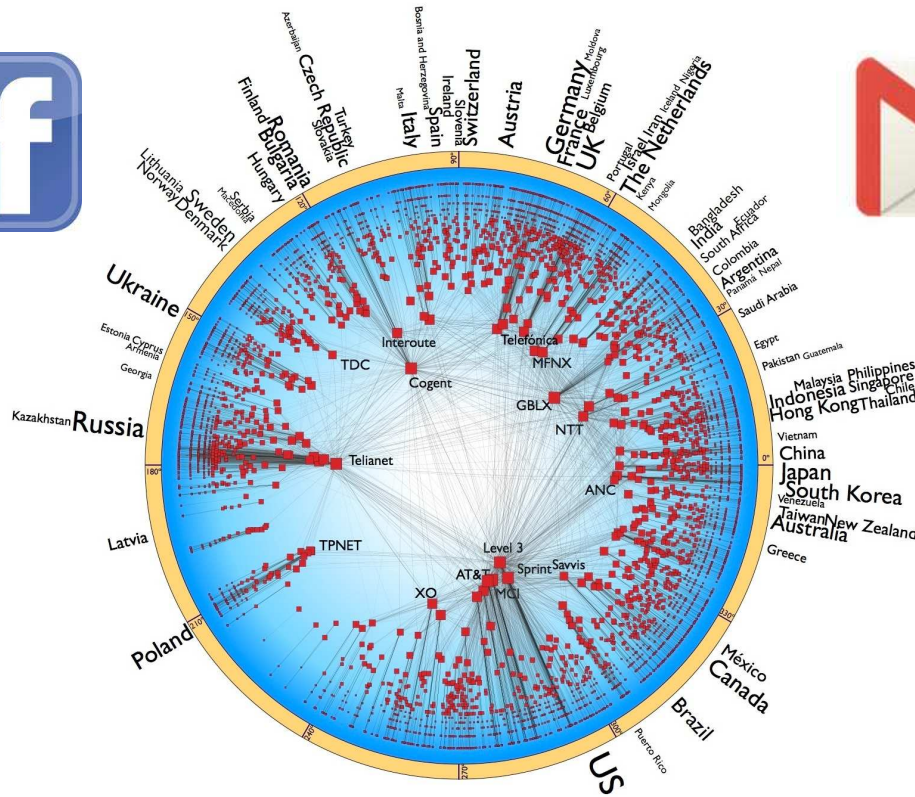 f
Azerbaijan
Czech Republic
Turkey
Slovakia
Malta
Italy
Bosnia and Herzegovina
Spain
Ireland
Slovenia
Switzerland
Austria
Germany
Moldova
France
Luxembourg
UK
Belgium
Portugal
Israel Iran Iceland Nigeria
The Netherlands
Kenya
Mongolia
Finland
Romania
Bulgaria
Hungary
Lithuania
Norway
Sweden
Denmark
Serbia
Macedonia
Bangladesh
India
Ecuador
South Africa
Colombia
Argentina
Panamá Nepal
Saudi Arabia
Ukraine
Estonia Cyprus
Armenia
Georgia
Egypt
Pakistan Guatemala
Malaysia Philippines
Indonesia Singapore
Chile
Hong Kong Thailand
Kazakhstan Russia
Vietnam
China
Japan
South Korea
Venezuela
Taiwan New Zealand
Australia
Greece
Latvia
Poland
México
Canada
Brazil
Puerto Rico
US
90°
60°
30°
0°
330°
300°
270°
240°
210°
180°
150°
120°
Interoute
TDC
Cogent
Telefónica
MFNX
GBLX
NTT
Telianet
ANC
TPNET
Level 3
AT&T
Sprint
Savvis
MCI
XO